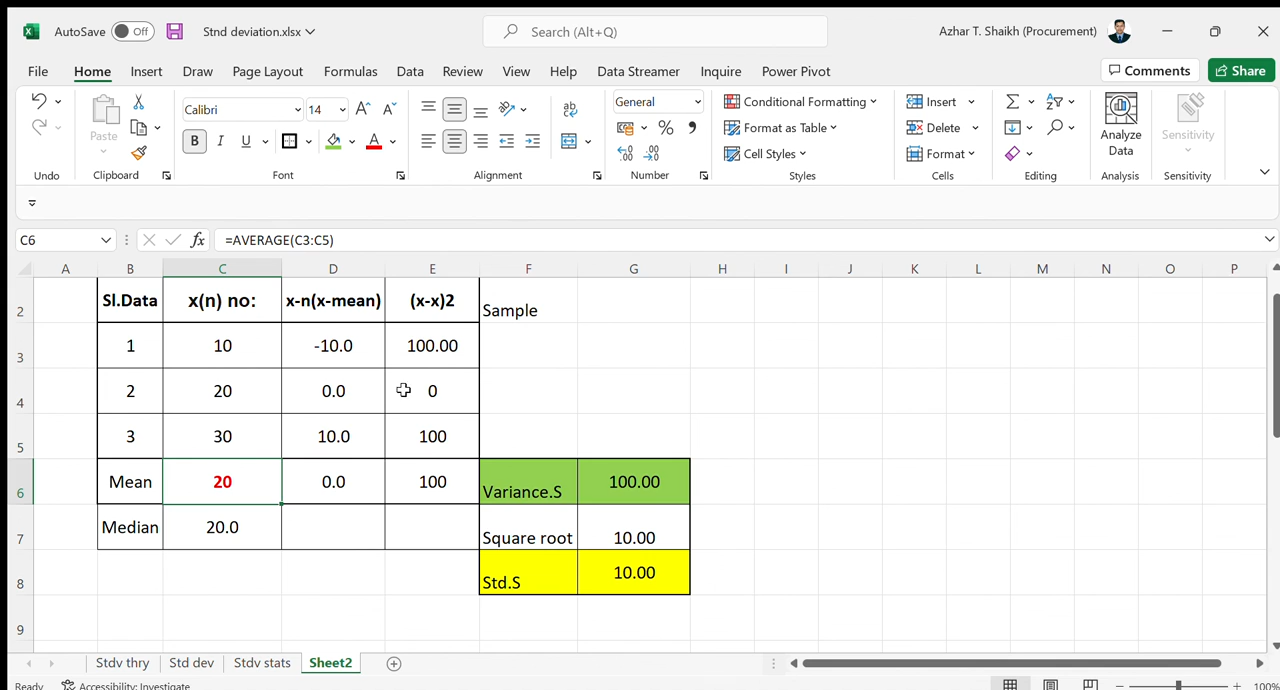 AutoSave Off Stnd deviation.xlsx Search (Alt+Q) Azhar T. Shaikh (Procurement)
File Home Insert Draw Page Layout Formulas Data Review View Help Data Streamer Inquire Power Pivot Comments Share
Calibri 14 General Conditional Formatting Insert
Paste B I U Format as Table Delete Analyze Data Sensitivity
Cell Styles Format
Undo Clipboard Font Alignment Number Styles Cells Editing Analysis Sensitivity
C6 fx =AVERAGE(C3:C5)
A B C D E F G H I J K L M N O P
2 Sl.Data x(n) no: x-n(x-mean) (x-x)2 Sample
3 1 10 -10.0 100.00
4 2 20 0.0 0
5 3 30 10.0 100
6 Mean 20 0.0 100 Variance.S 100.00
7 Median 20.0 Square root 10.00
8 Std.S 10.00
9
Stdv thry Std dev Stdv stats Sheet2
Ready Accessibility: Investigate 100%